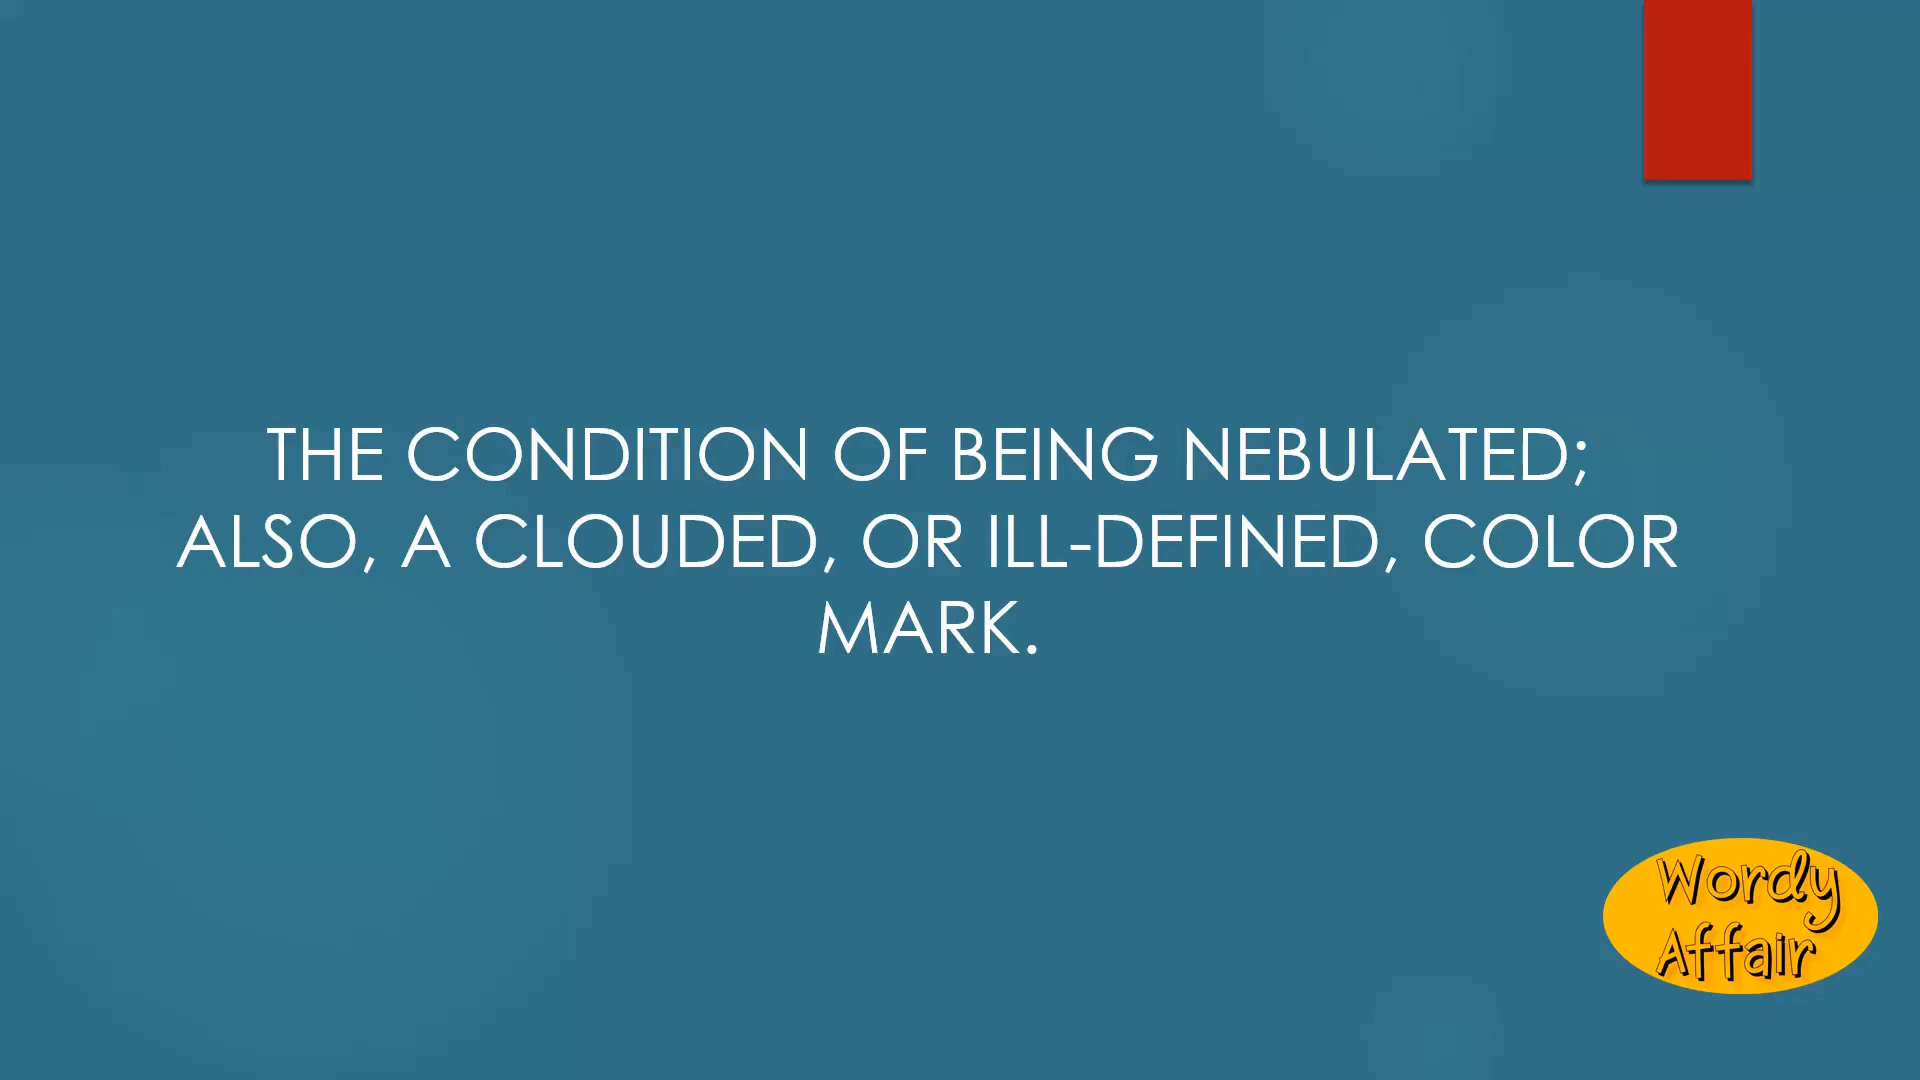 THE CONDITION OF BEING NEBULATED;
ALSO, A CLOUDED, OR ILL-DEFINED, COLOR
MARK.
Wordy
Affair